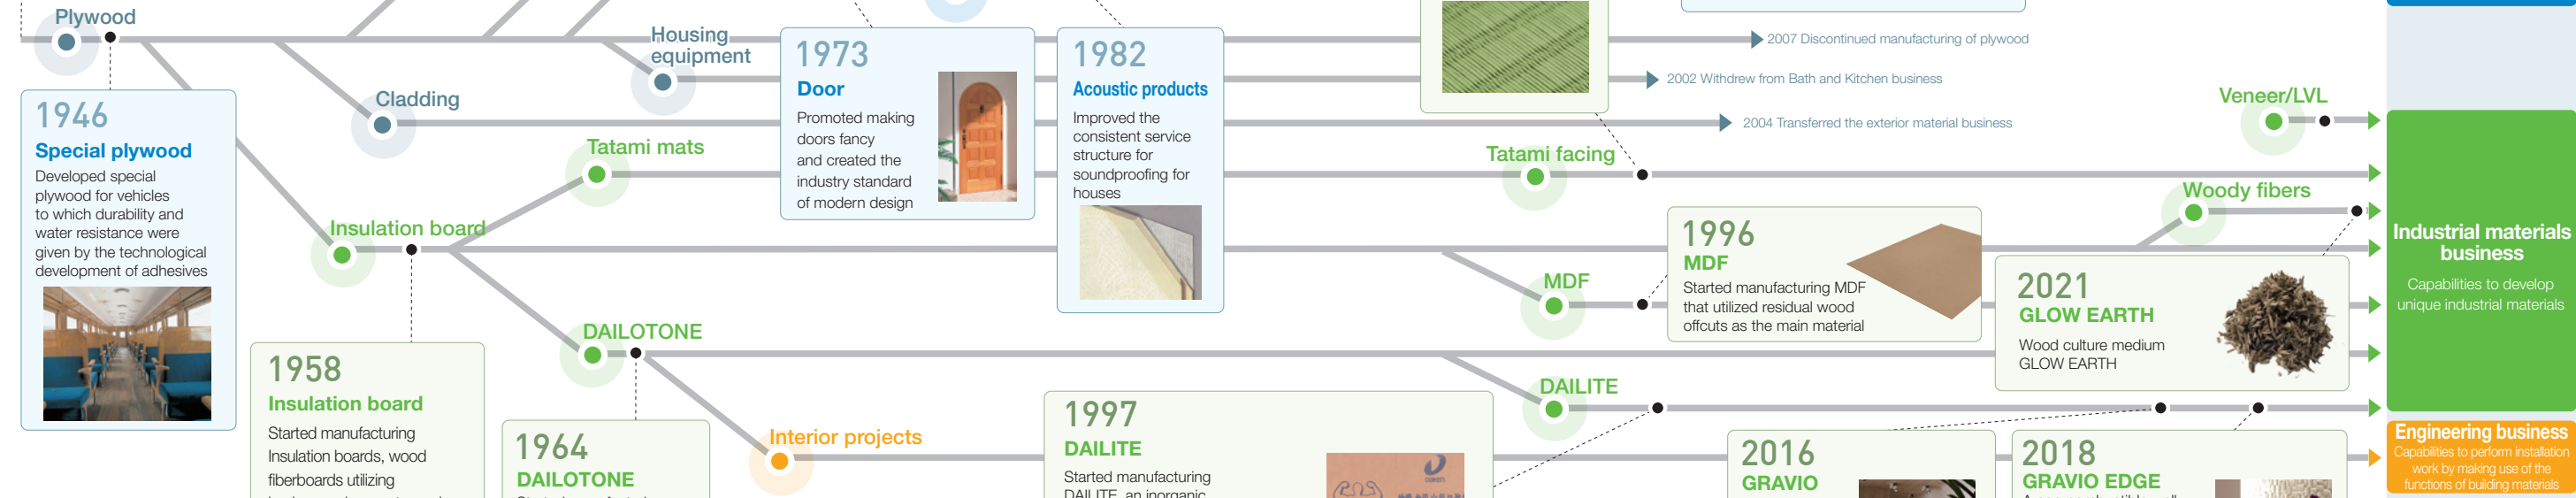 Plywood
1946
Special plywood
Developed special
plywood for vehicles
to which durability and
water resistance were
given by the technological
development of adhesives
Cladding
Housing
equipment
1973
Door
Promoted making
doors fancy
and created the
industry standard
of modern design
1982
Acoustic products
Improved the
consistent service
structure for
soundproofing for
houses
2007 Discontinued manufacturing of plywood
2002 Withdrew from Bath and Kitchen business
2004 Transferred the exterior material business
Veneer/LVL
Tatami mats
Tatami facing
Woody fibers
Insulation board
1958
Insulation board
Started manufacturing
Insulation boards, wood
fiberboards utilizing
MDF
1996
MDF
Started manufacturing MDF
that utilized residual wood
offcuts as the main material
2021
GLOW EARTH
Wood culture medium
GLOW EARTH
DAILOTONE
1964
DAILOTONE
DAILITE
1997
DAILITE
Started manufacturing
DAILITE, an inorganic
Interior projects
2016
GRAVIO
2018
GRAVIO EDGE
Industrial materials
business
Capabilities to develop
unique industrial materials
Engineering business
Capabilities to perform installation
work by making use of the
functions of building materials